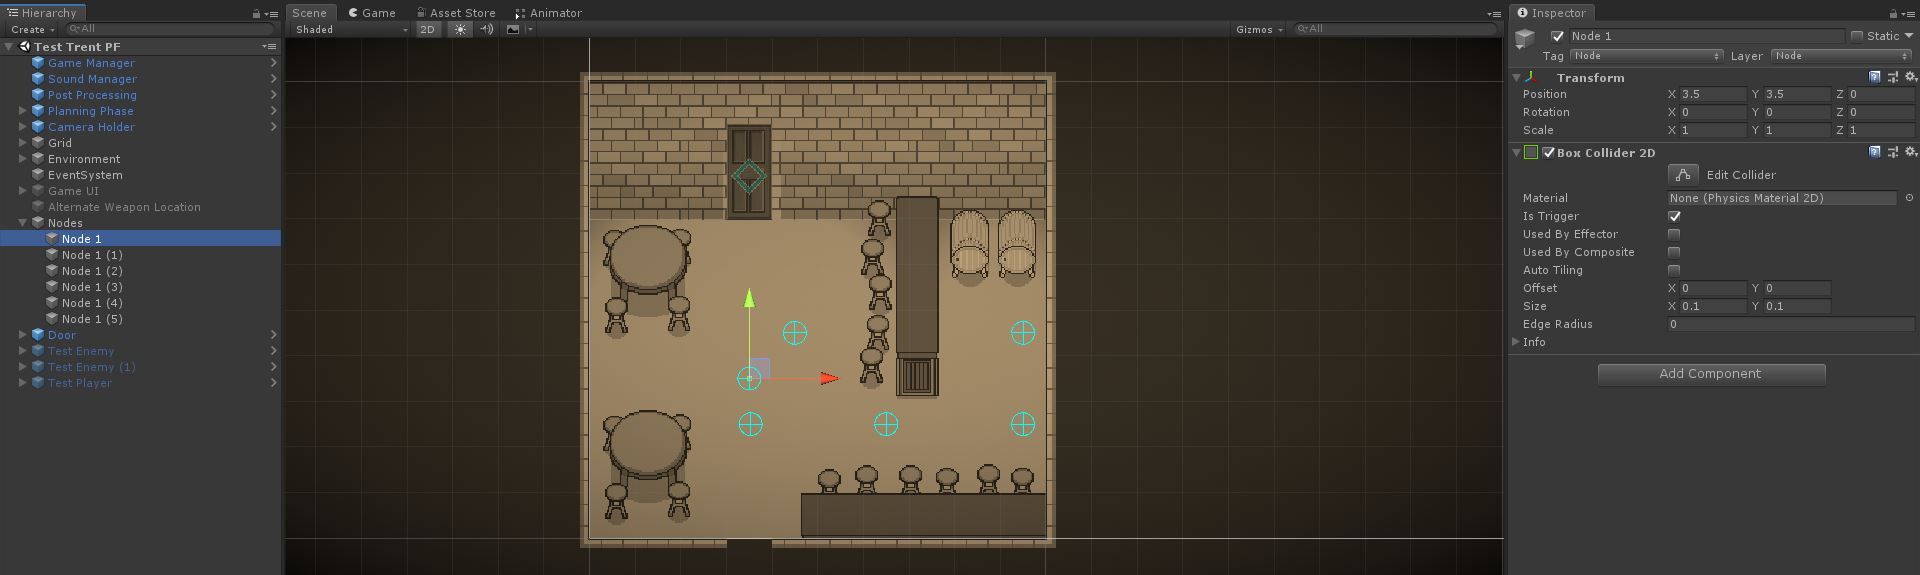 Hierarchy
Create
All
Test Trent PF
Game Manager
Sound Manager
Post Processing
Planning Phase
Camera Holder
Grid
Environment
EventSystem
Game UI
Alternate Weapon Location
Nodes
Node 1
Node 1 (1)
Node 1 (2)
Node 1 (3)
Node 1 (4)
Node 1 (5)
Door
Test Enemy
Test Enemy (1)
Test Player
Scene Game Asset Store Animator
Shaded 2D Gizmos All
Inspector
Node 1 Static
Tag Node Layer Node
Transform
Position X 3.5 Y 3.5 Z 0
Rotation X 0 Y 0 Z 0
Scale X 1 Y 1 Z 1
Box Collider 2D
Edit Collider
Material None (Physics Material 2D)
Is Trigger
Used By Effector
Used By Composite
Auto Tiling
Offset X 0 Y 0
Size X 0.1 Y 0.1
Edge Radius 0
Info
Add Component